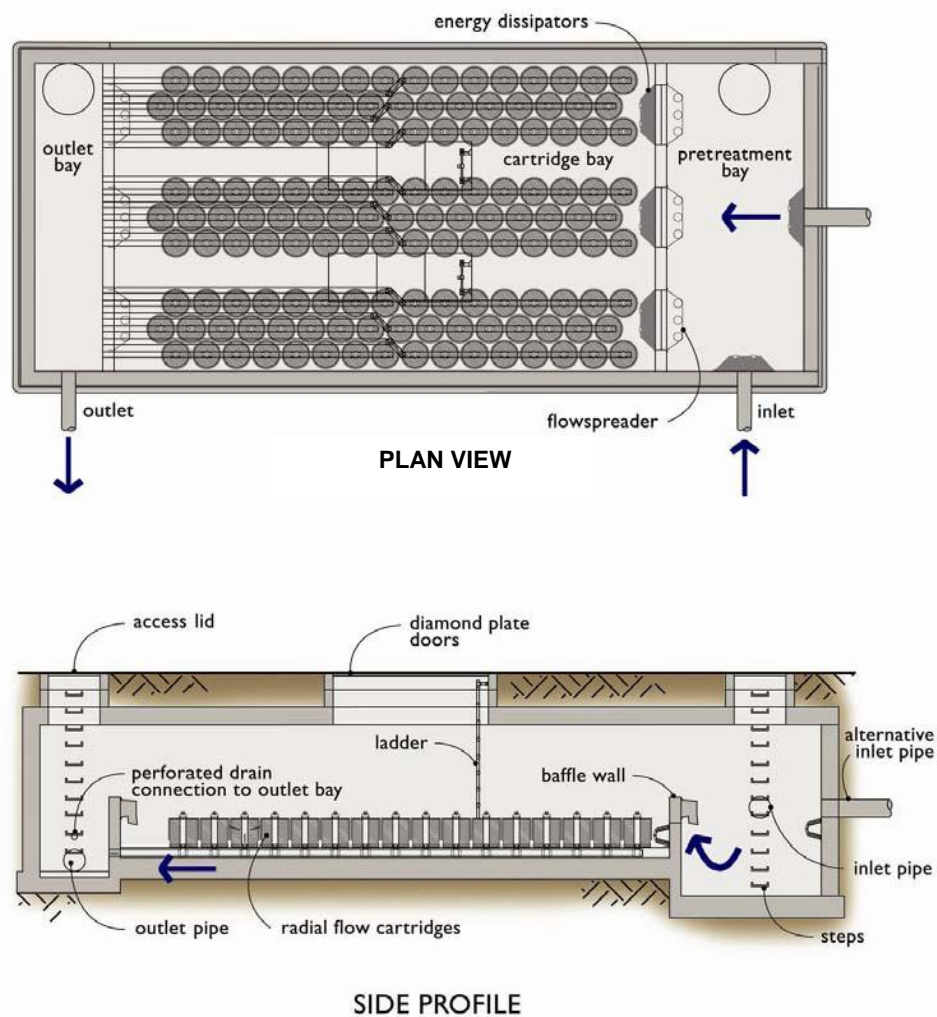 energy dissipators
outlet
bay
cartridge bay
pretreatment
bay
outlet
flowspreader
inlet
PLAN VIEW
access lid
diamond plate
doors
ladder
baffle wall
alternative
inlet pipe
perforated drain
connection to outlet bay
inlet pipe
outlet pipe
radial flow cartridges
steps
SIDE PROFILE